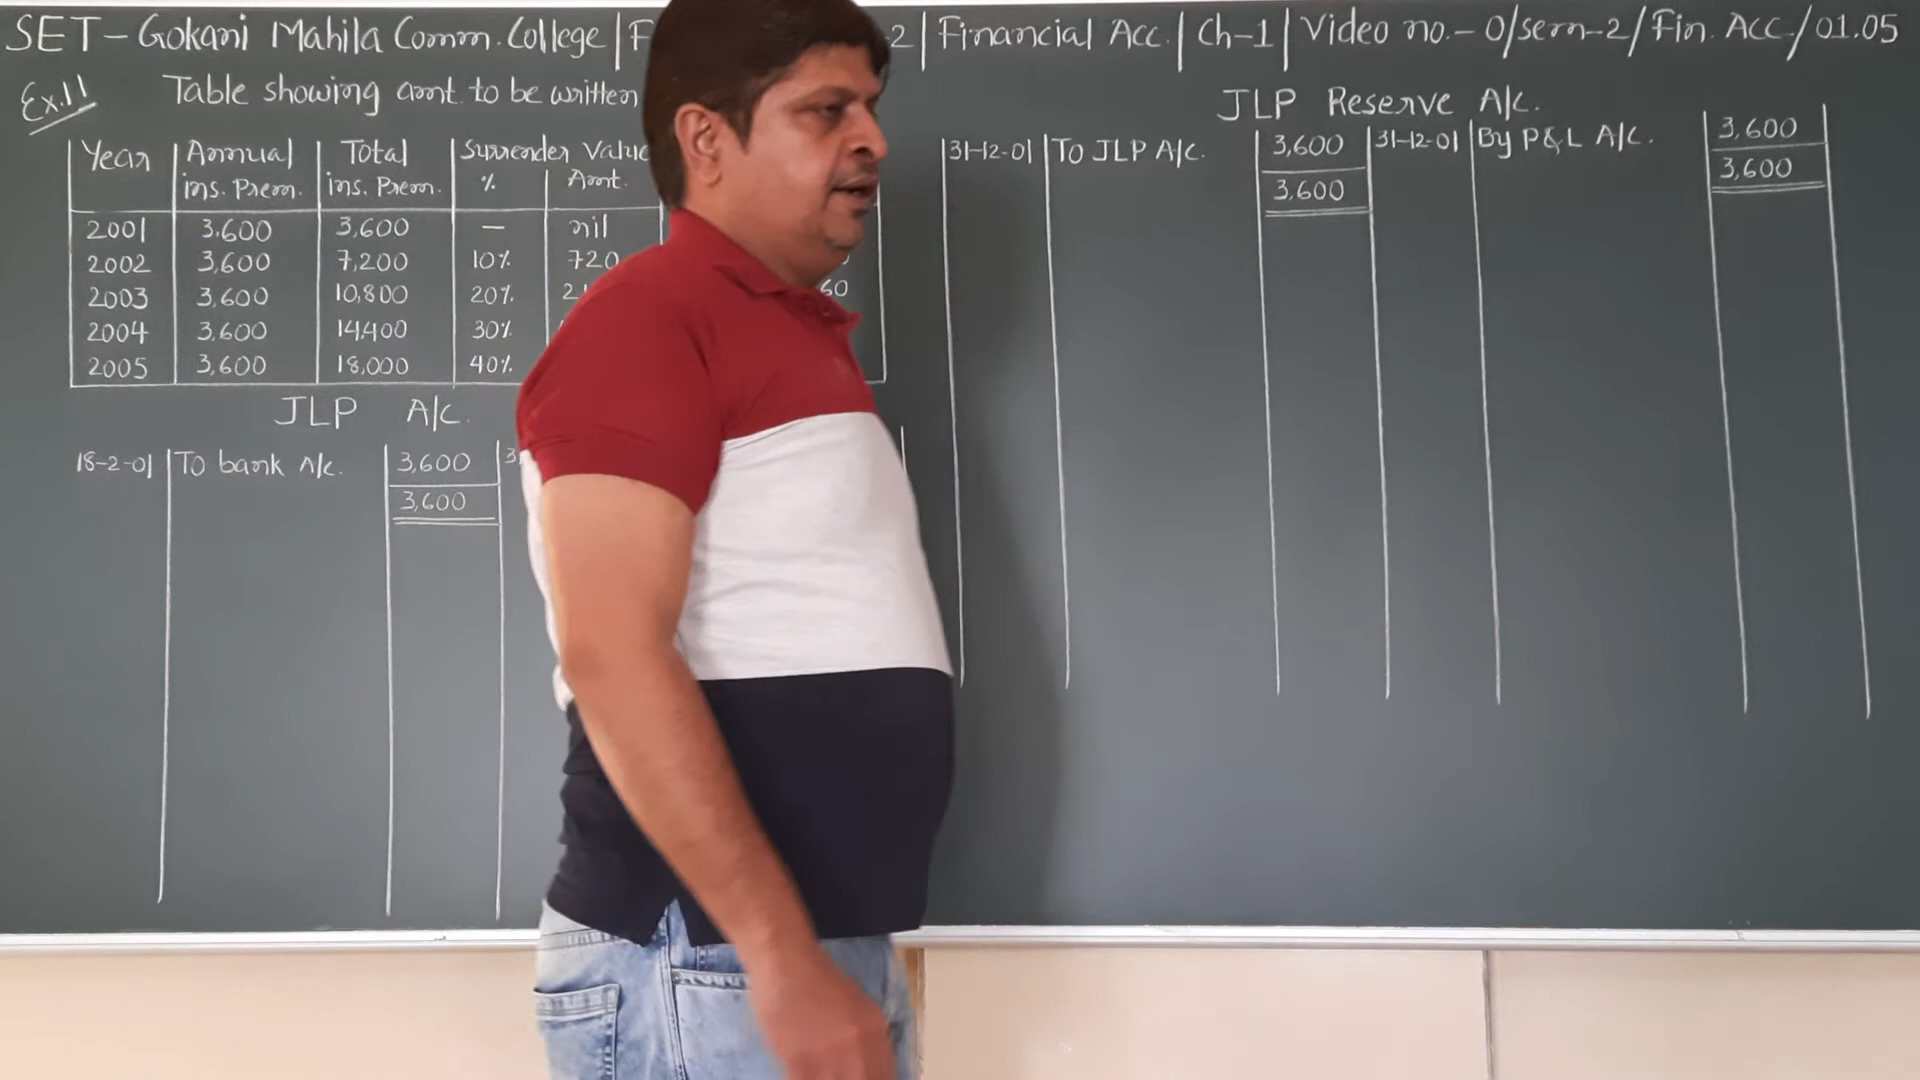 SET - Gokani Mahila Comm. College | F 2 | Financial Acc. | Ch-1 | Video no. - 0/sem-2/Fin. Acc/01.05
Ex.11 Table showing amt. to be written
Year | Annual ins. Prem. | Total ins. Prem. | Surrender Value % | Amt.
2001 3,600 3,600 — nil
2002 3,600 7,200 10% 720
2003 3,600 10,800 20% 60
2004 3,600 14,400 30%
2005 3,600 18,000 40%
JLP A/c.
18-2-01 To bank A/c. 3,600
3,600
JLP Reserve A/c.
31-12-01 To JLP A/c. 3,600 31-12-01 By P&L A/c. 3,600
3,600 3,600